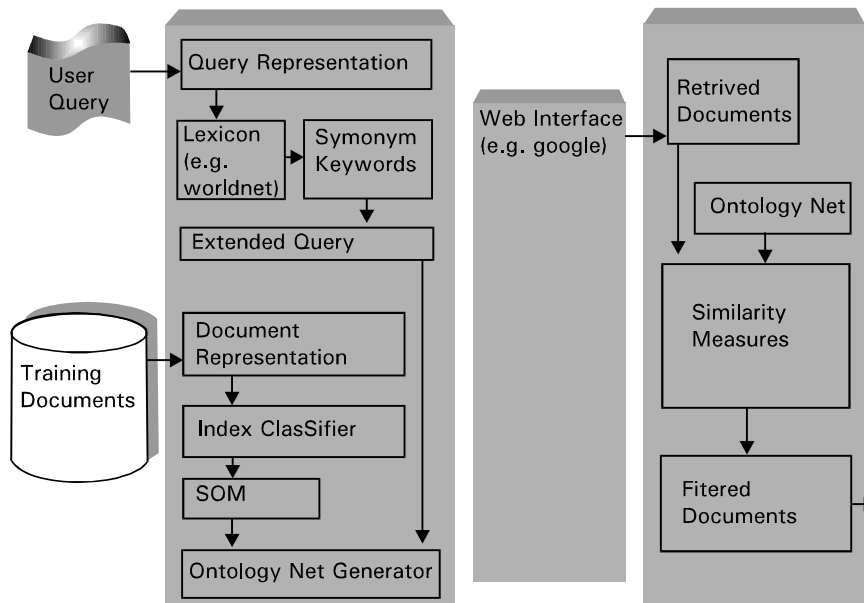 User
Query
Query Representation
Lexicon
(e.g.
worldnet)
Symonym
Keywords
Extended Query
Training
Documents
Document
Representation
Index ClasSifier
SOM
Ontology Net Generator
Web Interface
(e.g. google)
Retrived
Documents
Ontology Net
Similarity
Measures
Fitered
Documents